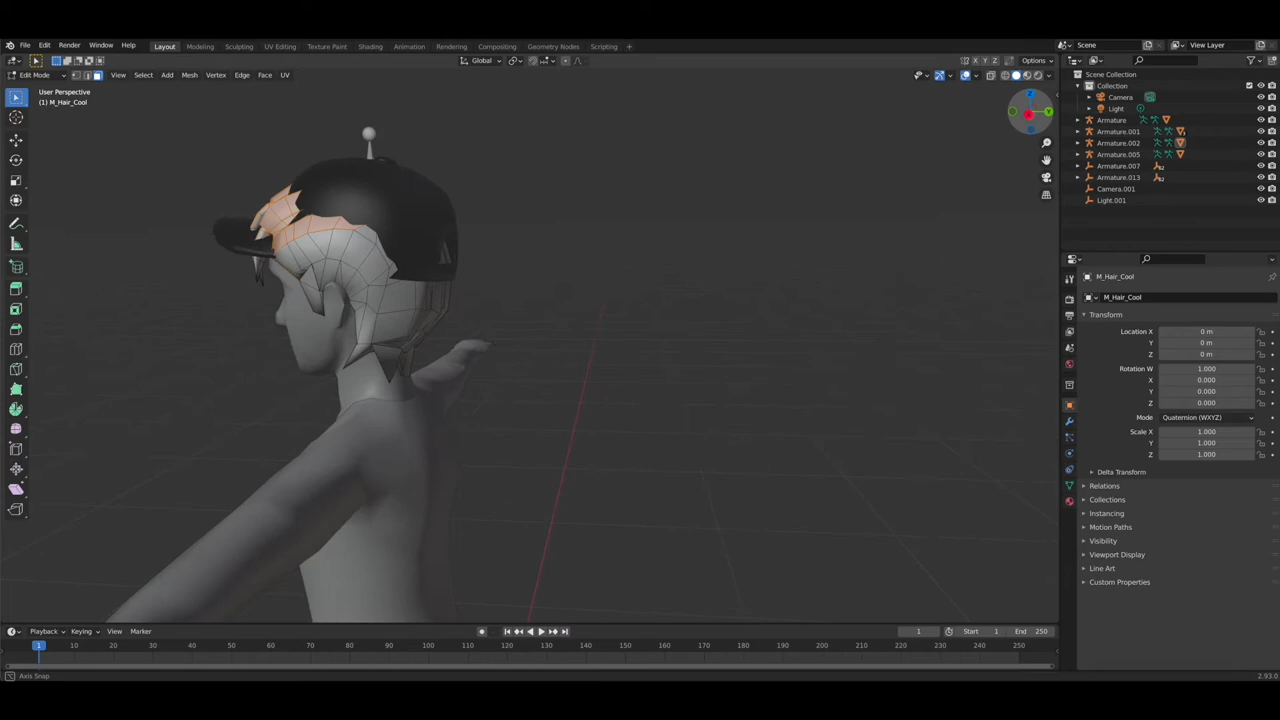 File Edit Render Window Help Layout Modeling Sculpting UV Editing Texture Paint Shading Animation Rendering Compositing Geometry Nodes Scripting + Scene View Layer
Global Options
Edit Mode View Select Add Mesh Vertex Edge Face UV
X Y Z
User Perspective
(1) M_Hair_Cool
Scene Collection
Collection
Camera
Light
Armature
Armature.001
Armature.002
Armature.005
Armature.007
Armature.013
Camera.001
Light.001
M_Hair_Cool
M_Hair_Cool
Transform
Location X 0 m
Y 0 m
Z 0 m
Rotation W 1.000
X 0.000
Y 0.000
Z 0.000
Mode Quaternion (WXYZ)
Scale X 1.000
Y 1.000
Z 1.000
Delta Transform
Relations
Collections
Instancing
Motion Paths
Visibility
Viewport Display
Line Art
Custom Properties
Playback Keying View Marker 1 Start 1 End 250
1 10 20 30 40 50 60 70 80 90 100 110 120 130 140 150 160 170 180 190 200 210 220 230 240 250
Axis Snap 2.93.0